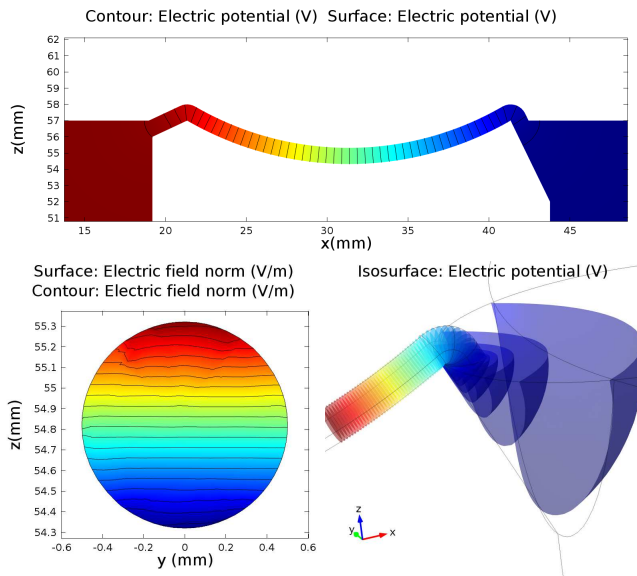 Contour: Electric potential (V) Surface: Electric potential (V)
62
61
60
59
58
57
56
55
54
53
52
51
z(mm)
15 20 25 30 35 40 45
x(mm)
Surface: Electric field norm (V/m)
Contour: Electric field norm (V/m)
55.3
55.2
55.1
55
54.9
54.8
54.7
54.6
54.5
54.4
54.3
z(mm)
-0.6 -0.4 -0.2 0 0.2 0.4 0.6
y (mm)
Isosurface: Electric potential (V)
z
y
x